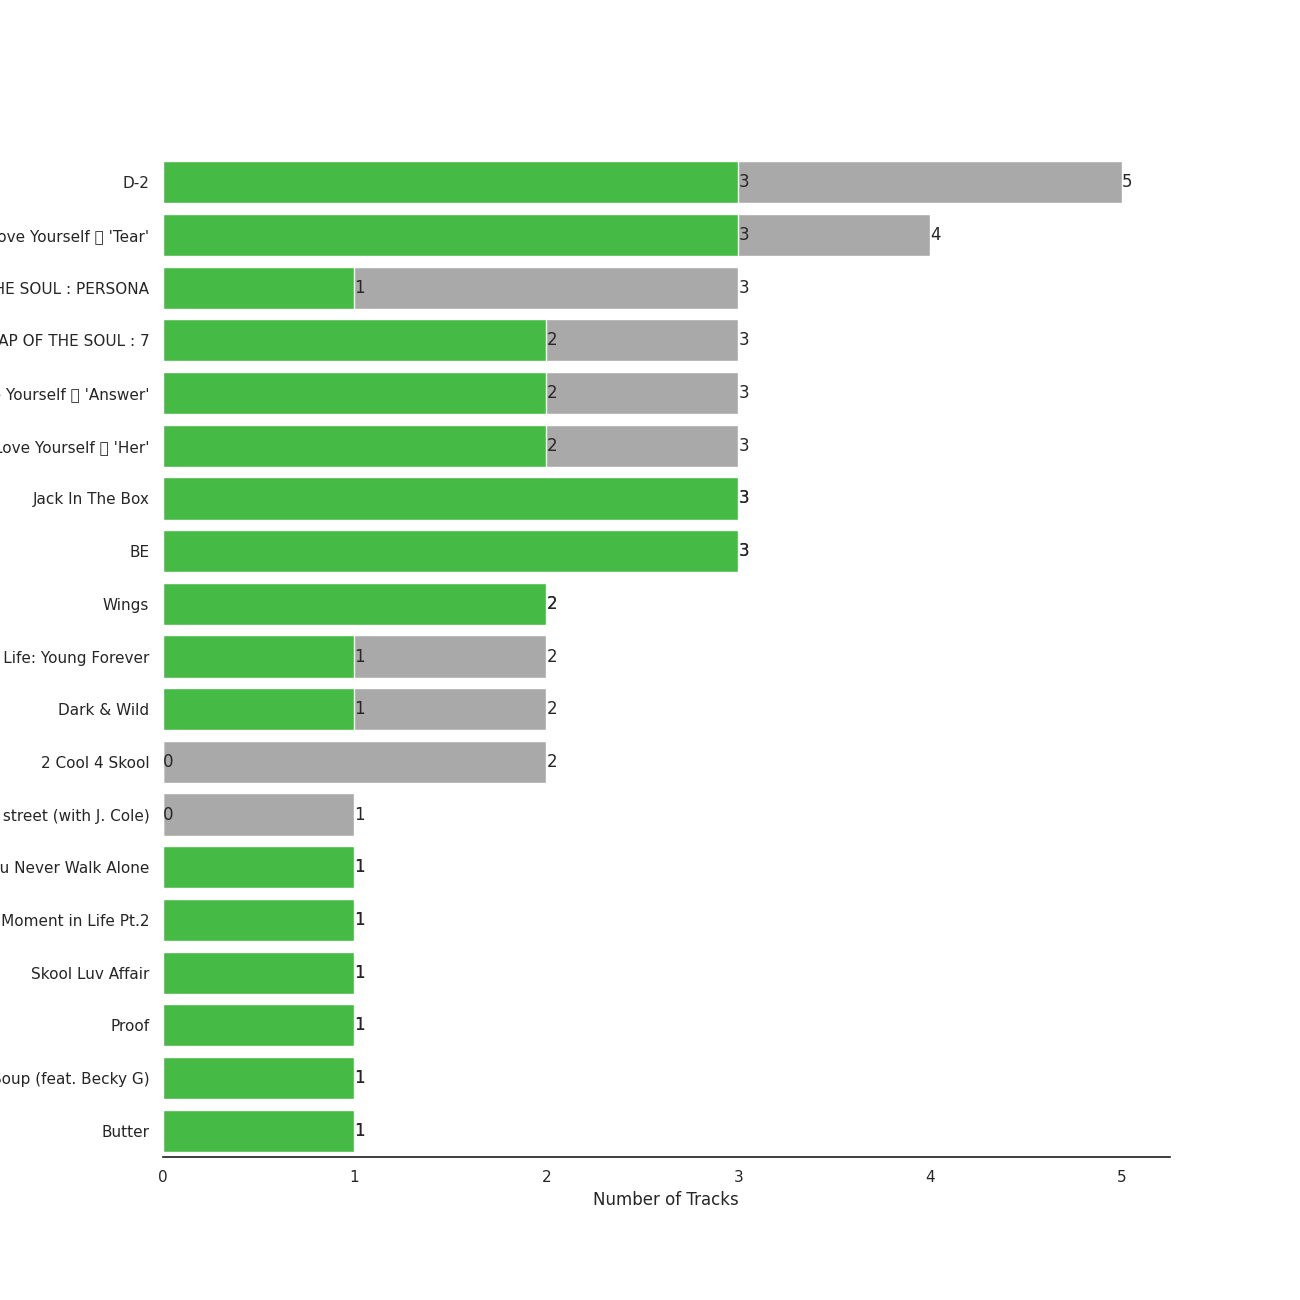 D-2 3 5
ove Yourself 'Tear' 3 4
HE SOUL : PERSONA 1 3
AP OF THE SOUL : 7 2 3
Yourself 'Answer' 2 3
Love Yourself 'Her' 2 3
Jack In The Box 3
BE 3
Wings 2
Life: Young Forever 1 2
Dark & Wild 1 2
2 Cool 4 Skool 0 2
street (with J. Cole) 0 1
u Never Walk Alone 1
Moment in Life Pt.2 1
Skool Luv Affair 1
Proof 1
Soup (feat. Becky G) 1
Butter 1
0 1 2 3 4 5
Number of Tracks